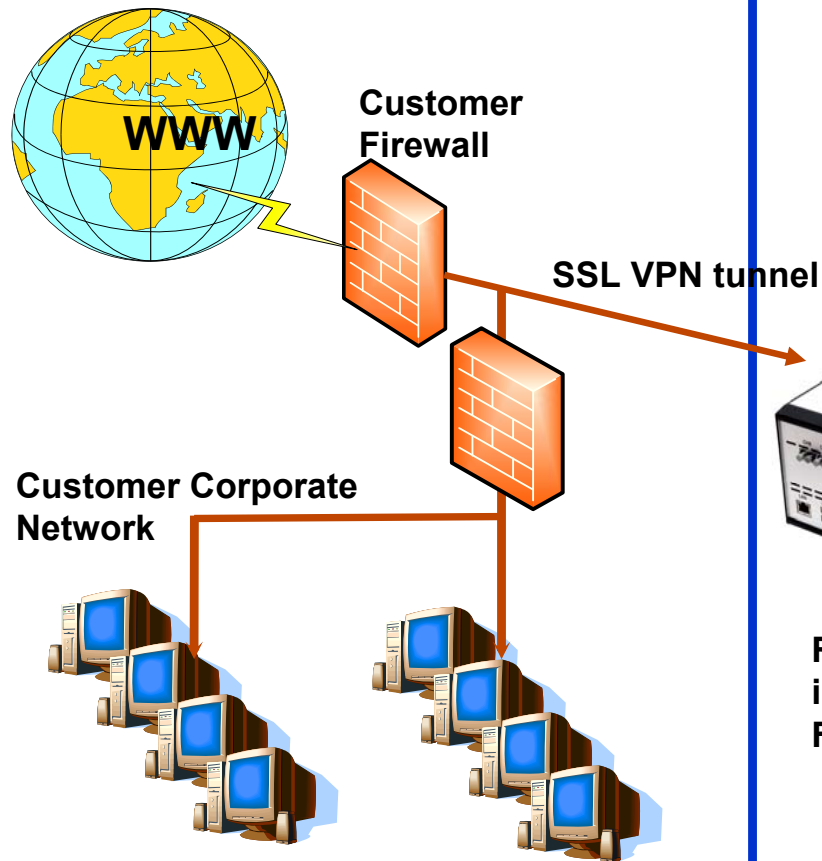 WWW
Customer
Firewall
SSL VPN tunnel
Customer Corporate
Network